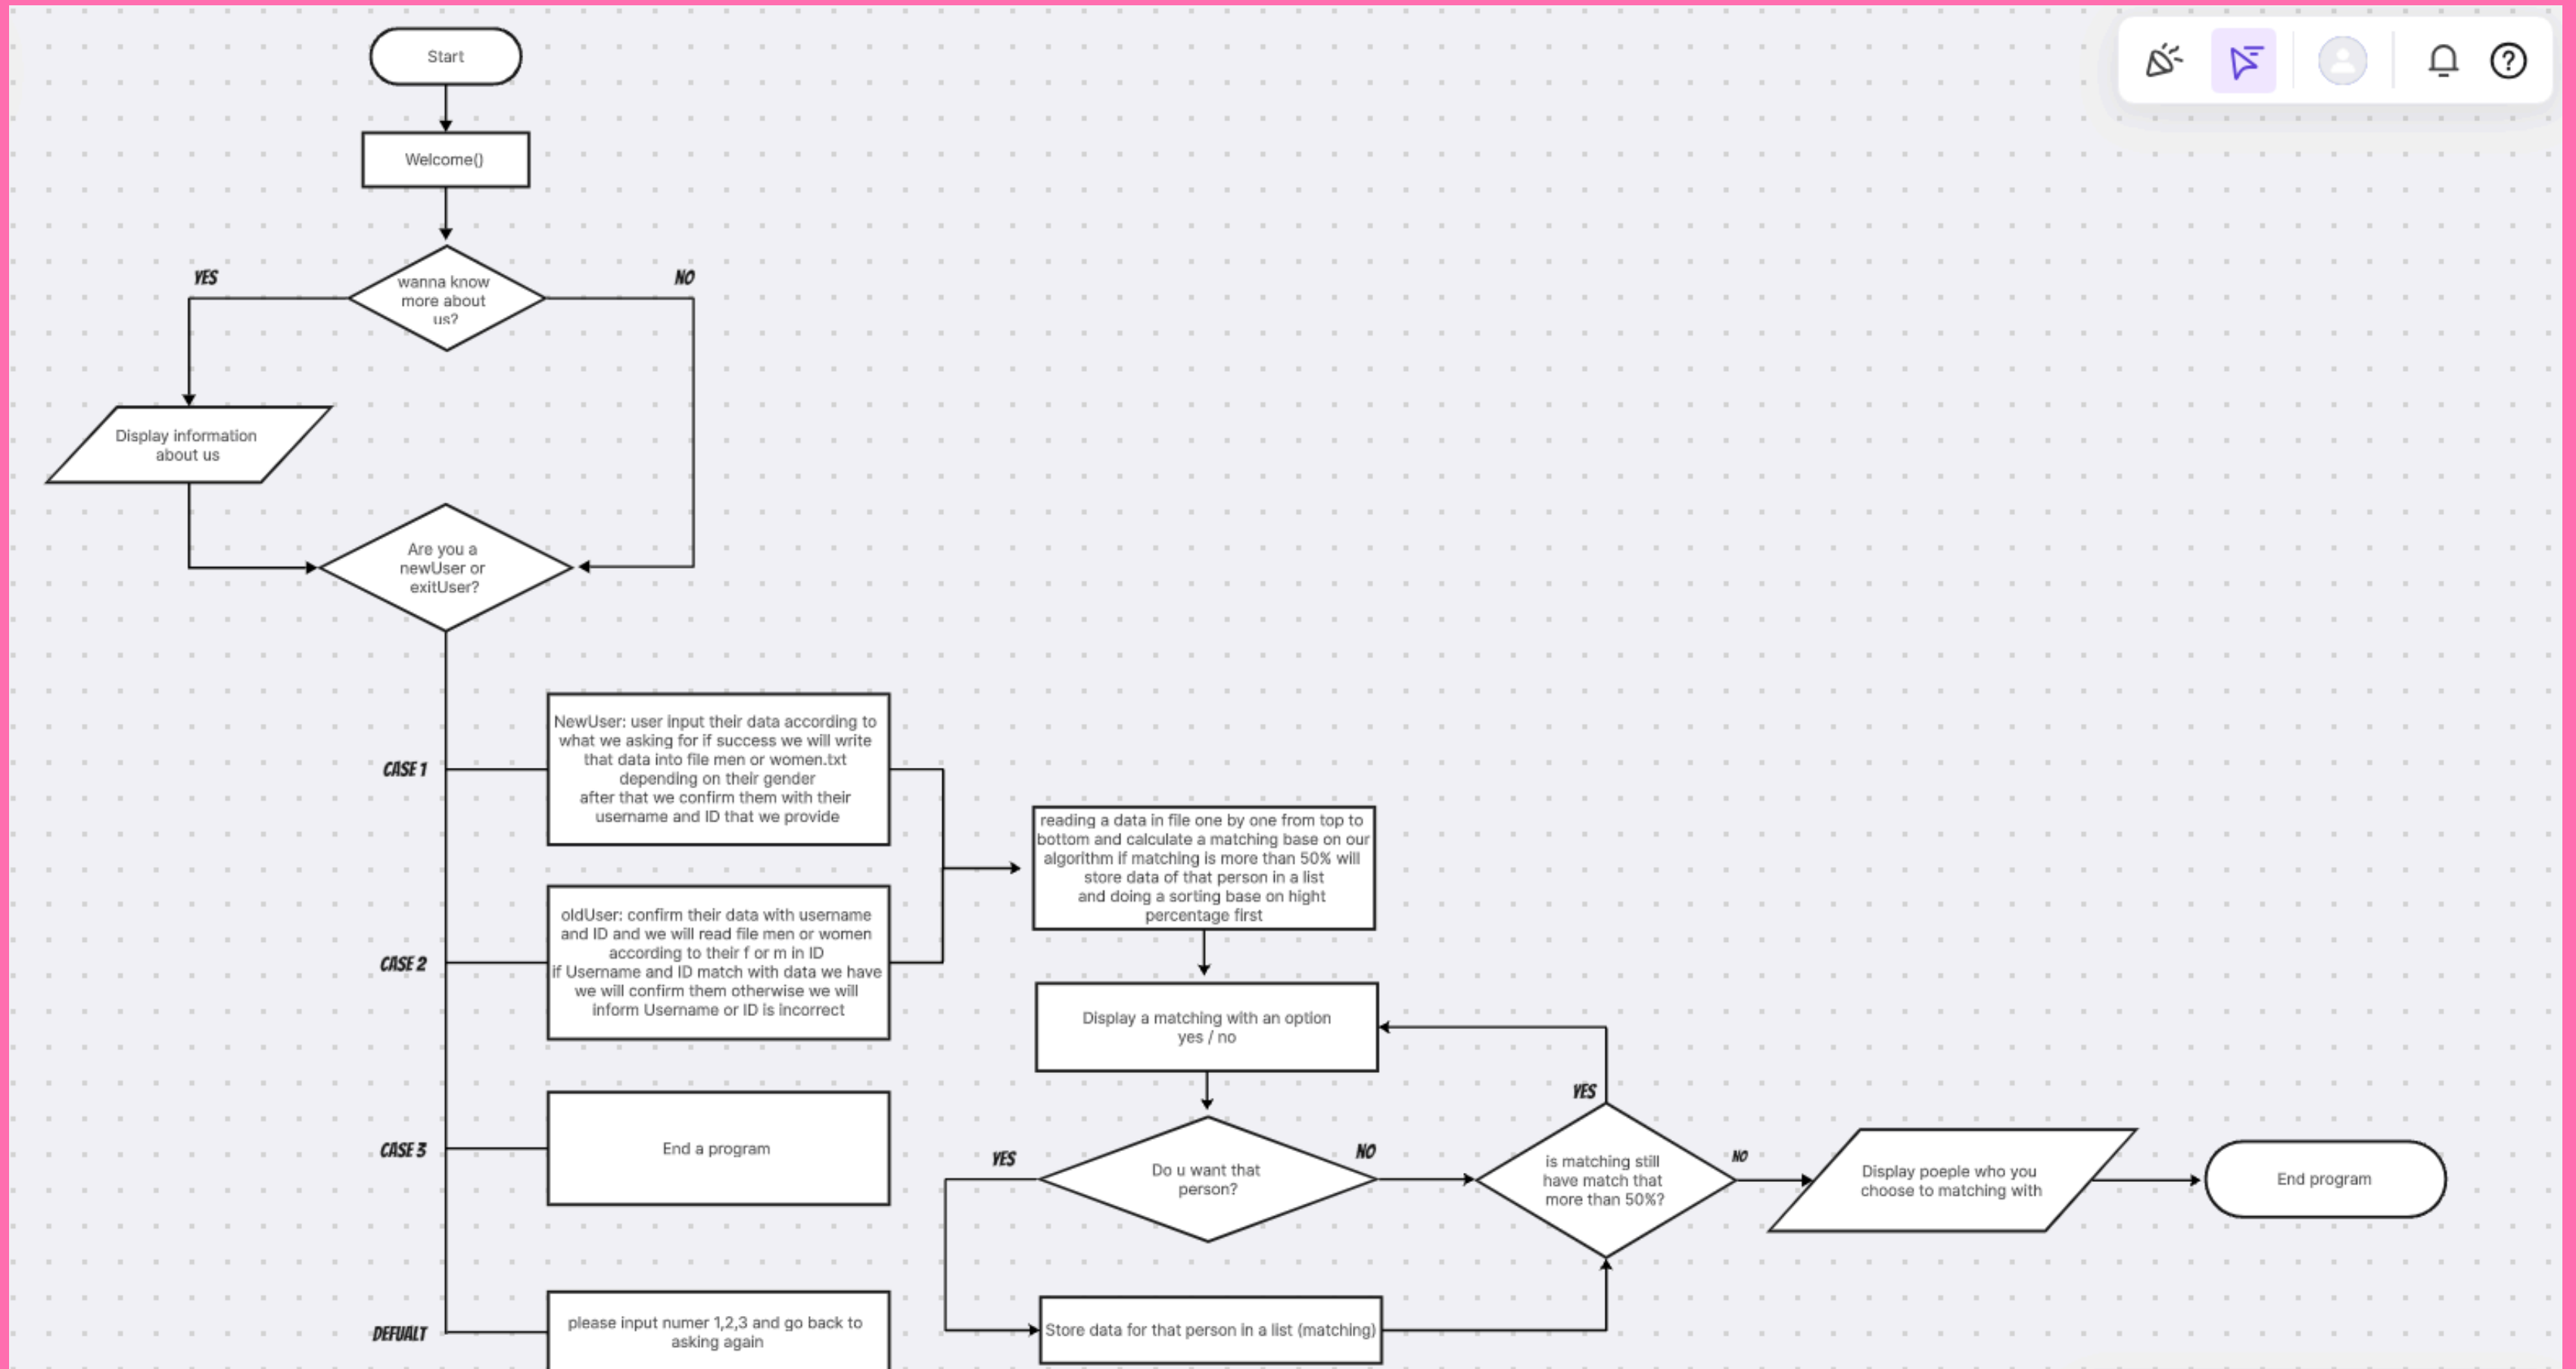 Start
Welcome()
YES
NO
wanna know
more about
us?
Display information
about us
Are you a
newUser or
exitUser?
CASE 1
NewUser: user input their data according to
what we asking for if success we will write
that data into file men or women.txt
depending on their gender
after that we confirm them with their
username and ID that we provide
CASE 2
oldUser: confirm their data with username
and ID and we will read file men or women
according to their f or m in ID
if Username and ID match with data we have
we will confirm them otherwise we will
inform Username or ID is incorrect
CASE 3
End a program
DEFUALT
please input numer 1,2,3 and go back to
asking again
reading a data in file one by one from top to
bottom and calculate a matching base on our
algorithm if matching is more than 50% will
store data of that person in a list
and doing a sorting base on hight
percentage first
Display a matching with an option
yes / no
YES
Do u want that
person?
NO
Store data for that person in a list (matching)
YES
is matching still
have match that
more than 50%?
NO
Display poeple who you
choose to matching with
End program